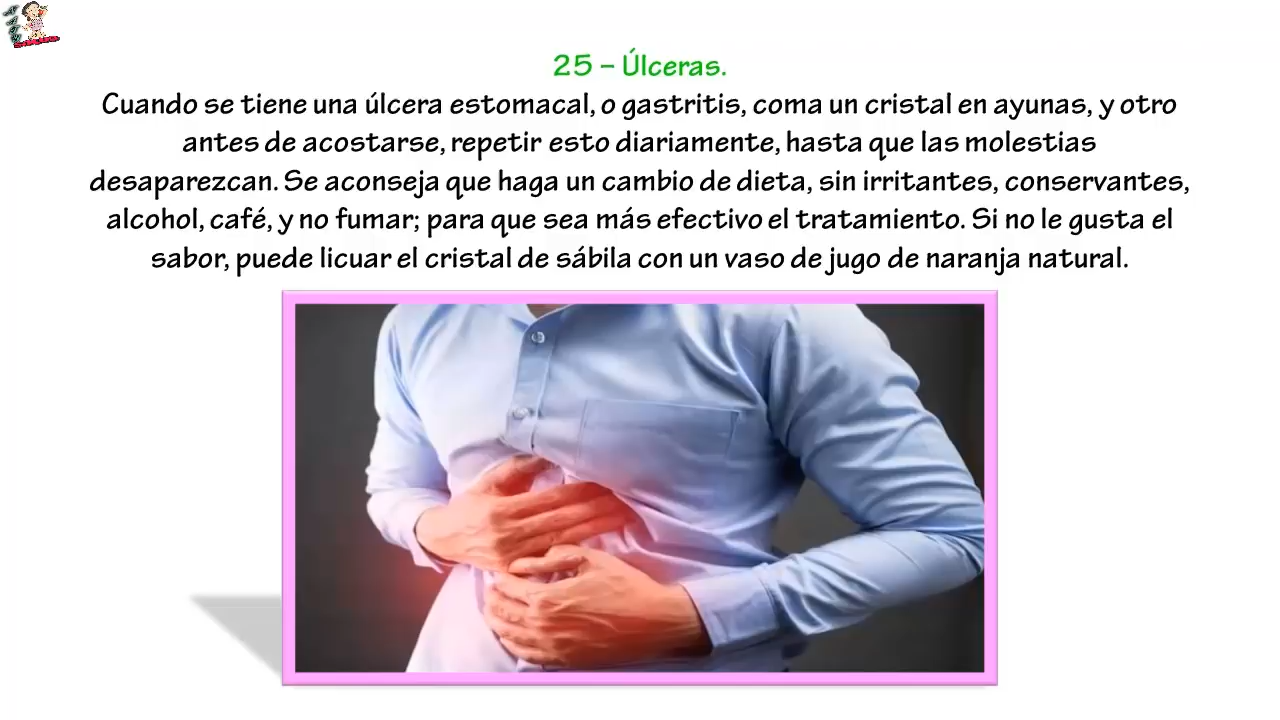 25 – Úlceras.
Cuando se tiene una úlcera estomacal, o gastritis, coma un cristal en ayunas, y otro
antes de acostarse, repetir esto diariamente, hasta que las molestias
desaparezcan. Se aconseja que haga un cambio de dieta, sin irritantes, conservantes,
alcohol, café, y no fumar; para que sea más efectivo el tratamiento. Si no le gusta el
sabor, puede licuar el cristal de sábila con un vaso de jugo de naranja natural.